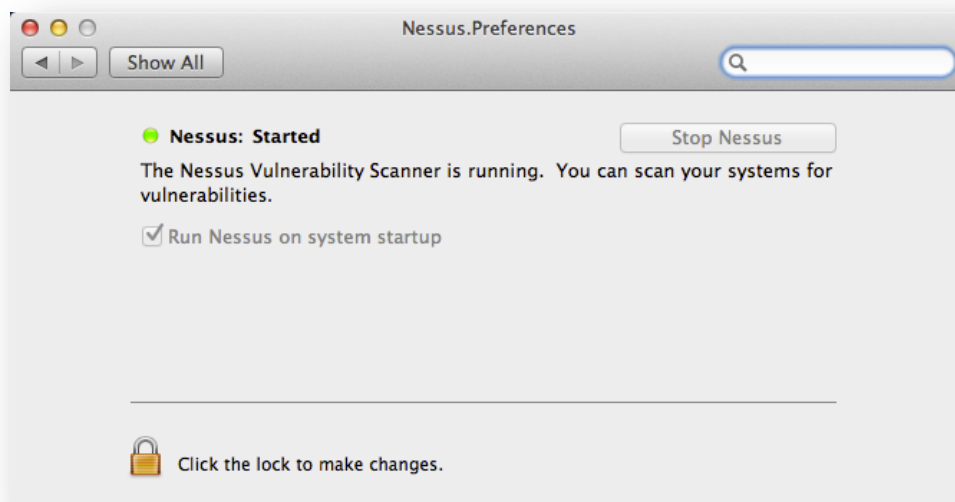 Nessus.Preferences
Show All
Nessus: Started
Stop Nessus
The Nessus Vulnerability Scanner is running.  You can scan your systems for
vulnerabilities.
Run Nessus on system startup
Click the lock to make changes.